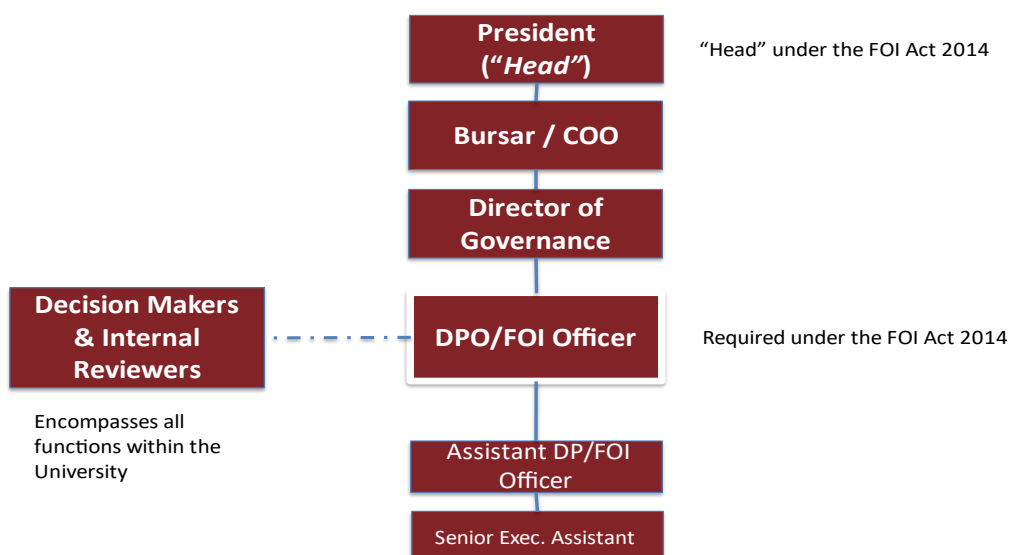 President
(“Head”)
“Head” under the FOI Act 2014
Bursar / COO
Director of
Governance
Decision Makers
& Internal
Reviewers
DPO/FOI Officer
Required under the FOI Act 2014
Encompasses all
functions within the
University
Assistant DP/FOI
Officer
Senior Exec. Assistant